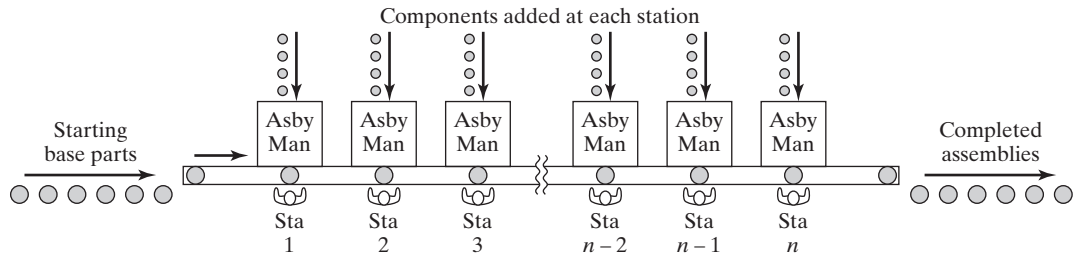 Components added at each station
Starting
base parts
Asby
Man
Asby
Man
Asby
Man
Asby
Man
Asby
Man
Asby
Man
Completed
assemblies
Sta
1
Sta
2
Sta
3
Sta
n – 2
Sta
n – 1
Sta
n